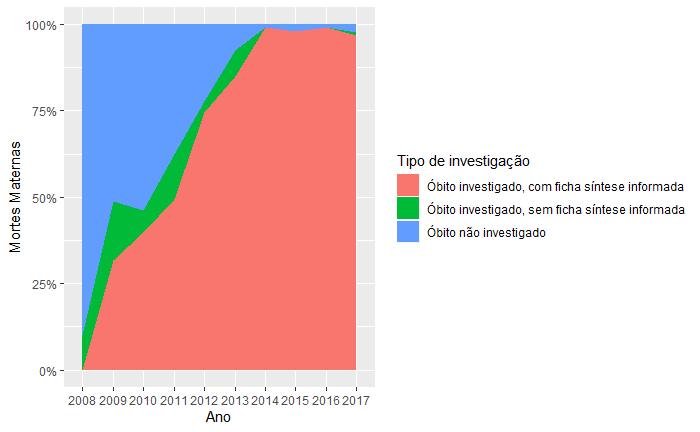 100%
75%
50%
25%
0%
Mortes Maternas
2008 2009 2010 2011 2012 2013 2014 2015 2016 2017
Ano
Tipo de investigação
Óbito investigado, com ficha síntese informada
Óbito investigado, sem ficha síntese informada
Óbito não investigado